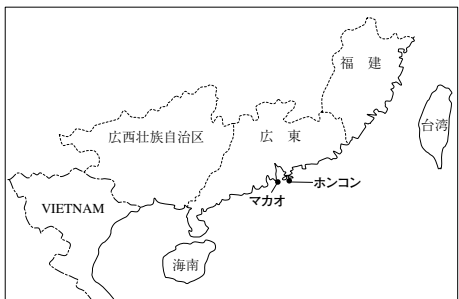 福 建
台湾
広西壮族自治区
広 東
ホンコン
マカオ
VIETNAM
海南